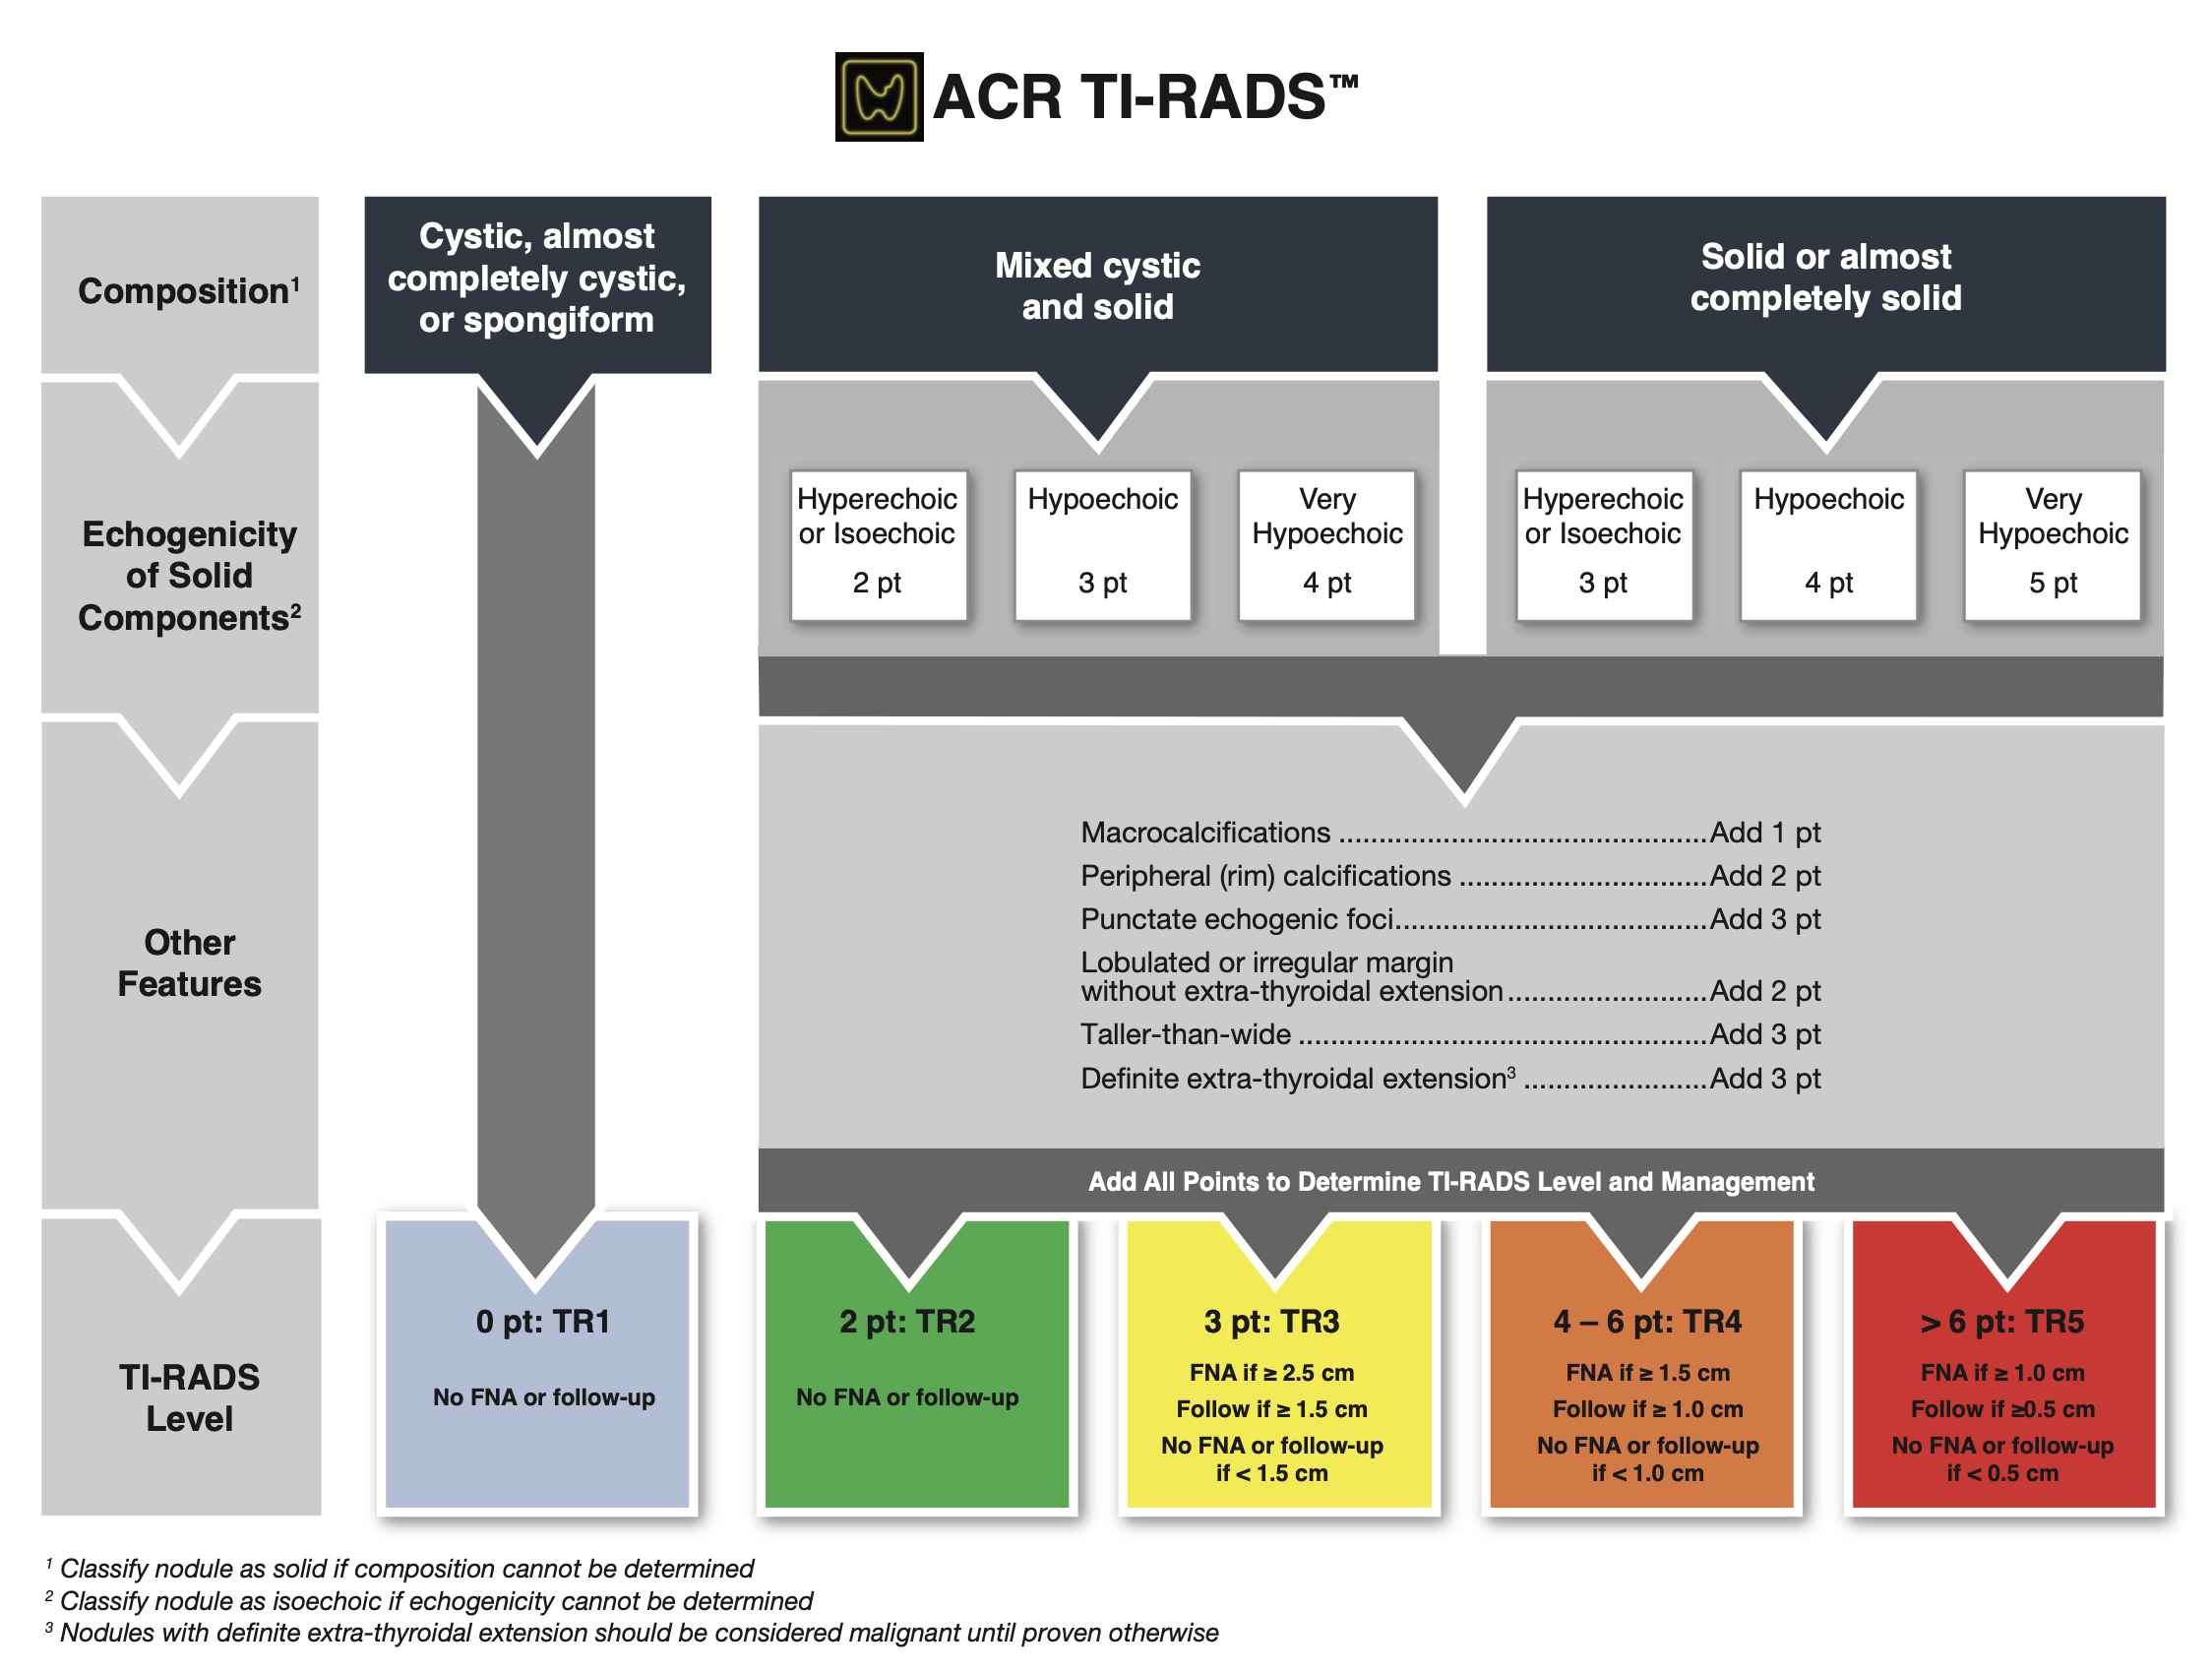 ACR TI-RADS™
Composition¹
Cystic, almost
completely cystic,
or spongiform
Mixed cystic
and solid
Solid or almost
completely solid
Echogenicity
of Solid
Components²
Hyperechoic
or Isoechoic
2 pt
Hypoechoic
3 pt
Very
Hypoechoic
4 pt
Hyperechoic
or Isoechoic
3 pt
Hypoechoic
4 pt
Very
Hypoechoic
5 pt
Other
Features
Macrocalcifications ..............................................Add 1 pt
Peripheral (rim) calcifications ...............................Add 2 pt
Punctate echogenic foci.......................................Add 3 pt
Lobulated or irregular margin
without extra-thyroidal extension.........................Add 2 pt
Taller-than-wide ...................................................Add 3 pt
Definite extra-thyroidal extension³ .......................Add 3 pt
Add All Points to Determine TI-RADS Level and Management
TI-RADS
Level
0 pt: TR1
No FNA or follow-up
2 pt: TR2
No FNA or follow-up
3 pt: TR3
FNA if ≥ 2.5 cm
Follow if ≥ 1.5 cm
No FNA or follow-up
if < 1.5 cm
4 – 6 pt: TR4
FNA if ≥ 1.5 cm
Follow if ≥ 1.0 cm
No FNA or follow-up
if < 1.0 cm
> 6 pt: TR5
FNA if ≥ 1.0 cm
Follow if ≥0.5 cm
No FNA or follow-up
if < 0.5 cm
¹ Classify nodule as solid if composition cannot be determined
² Classify nodule as isoechoic if echogenicity cannot be determined
³ Nodules with definite extra-thyroidal extension should be considered malignant until proven otherwise